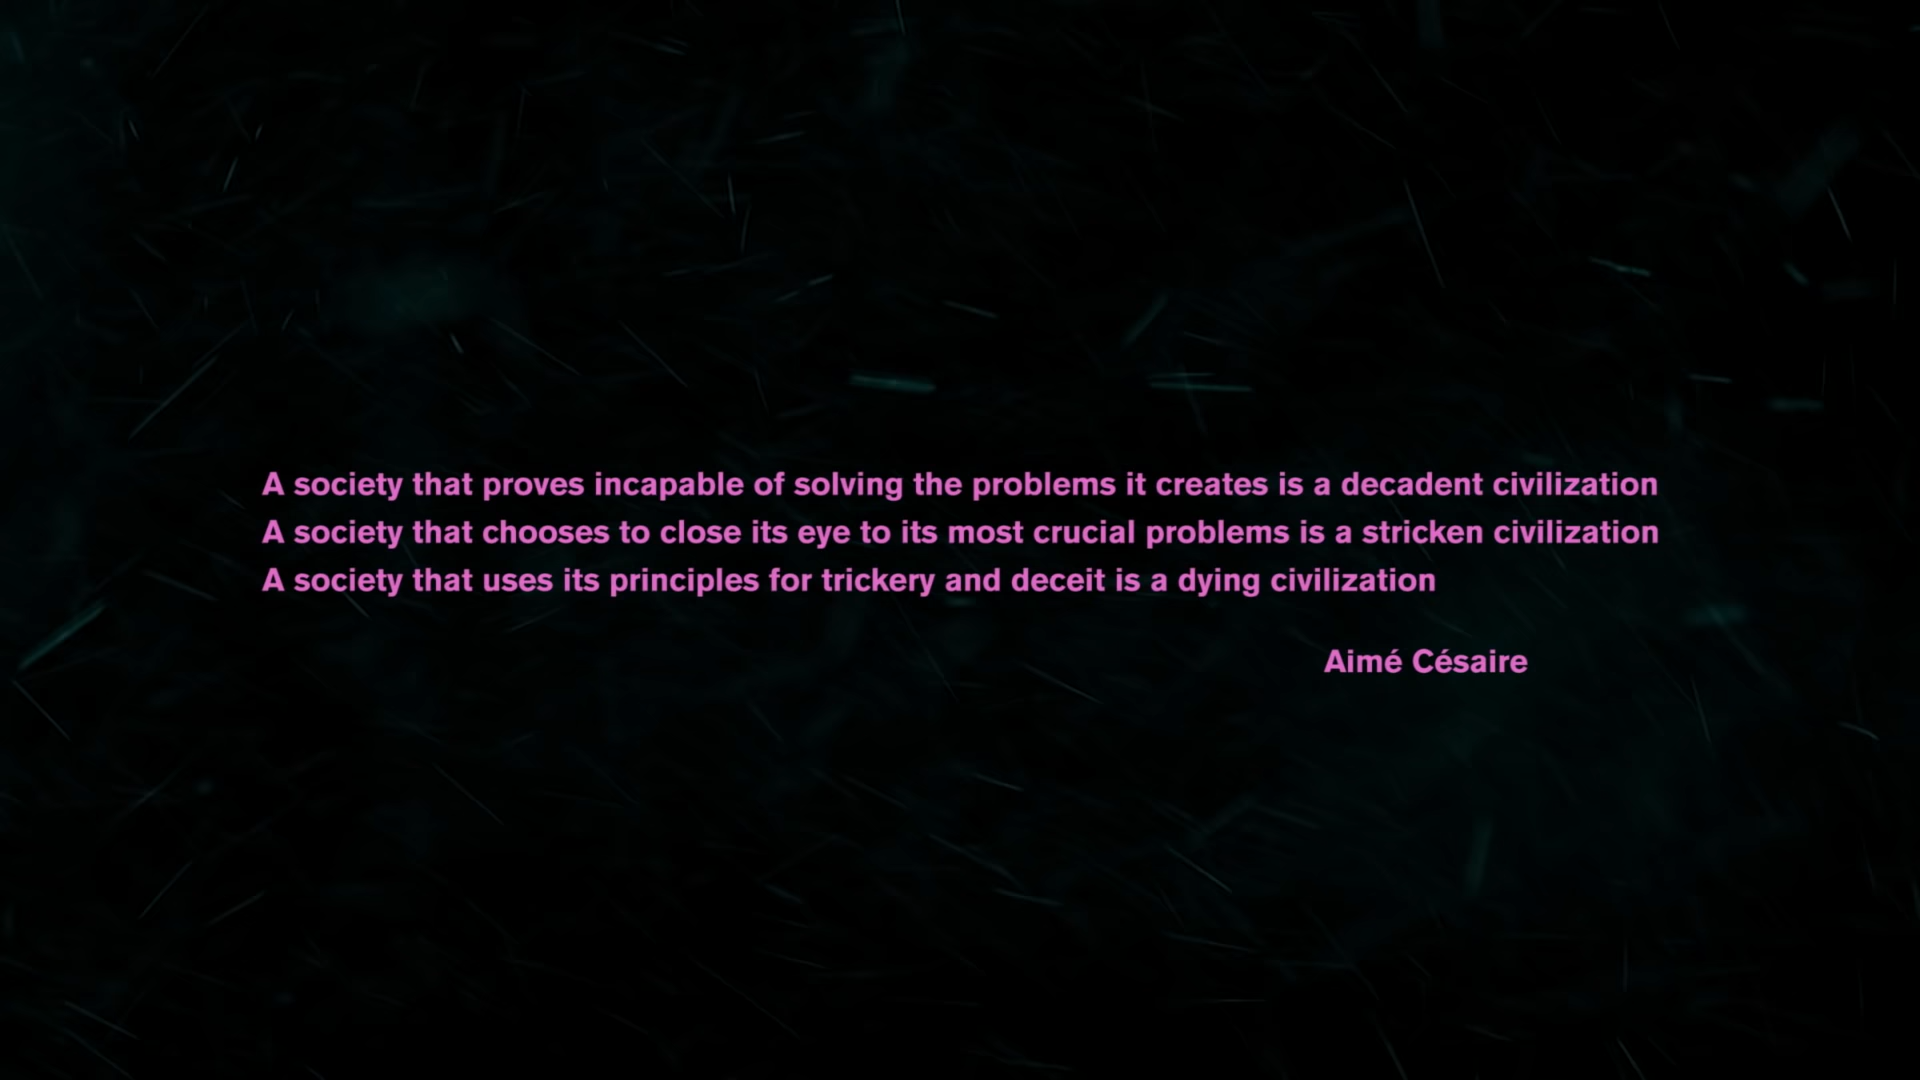 A society that proves incapable of solving the problems it creates is a decadent civilization
A society that chooses to close its eye to its most crucial problems is a stricken civilization
A society that uses its principles for trickery and deceit is a dying civilization
Aimé Césaire